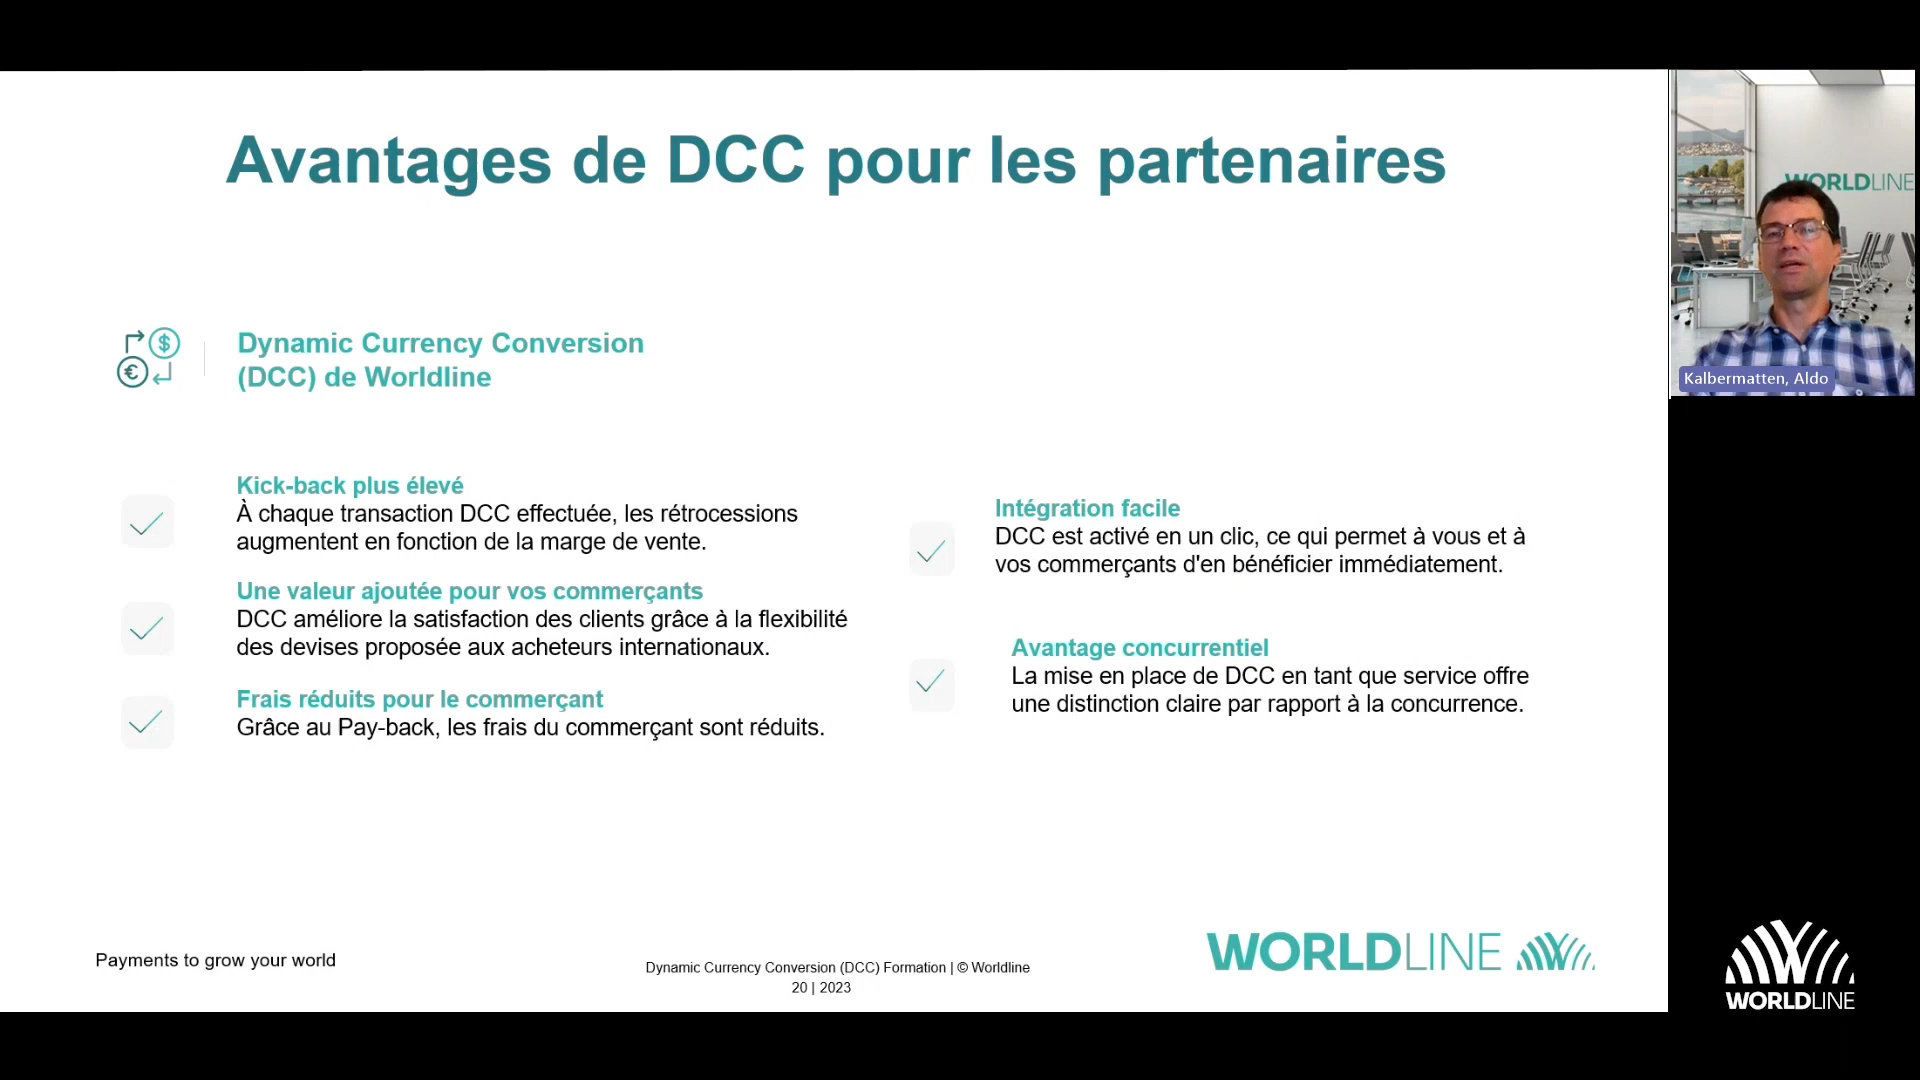 Avantages de DCC pour les partenaires
Dynamic Currency Conversion
(DCC) de Worldline
Kick-back plus élevé
À chaque transaction DCC effectuée, les rétrocessions
augmentent en fonction de la marge de vente.
Une valeur ajoutée pour vos commerçants
DCC améliore la satisfaction des clients grâce à la flexibilité
des devises proposée aux acheteurs internationaux.
Frais réduits pour le commerçant
Grâce au Pay-back, les frais du commerçant sont réduits.
Intégration facile
DCC est activé en un clic, ce qui permet à vous et à
vos commerçants d'en bénéficier immédiatement.
Avantage concurrentiel
La mise en place de DCC en tant que service offre
une distinction claire par rapport à la concurrence.
Payments to grow your world
Dynamic Currency Conversion (DCC) Formation | © Worldline
20 | 2023
WORLDLINE
WORLDLINE
Kalbermatten, Aldo
WORLDLINE